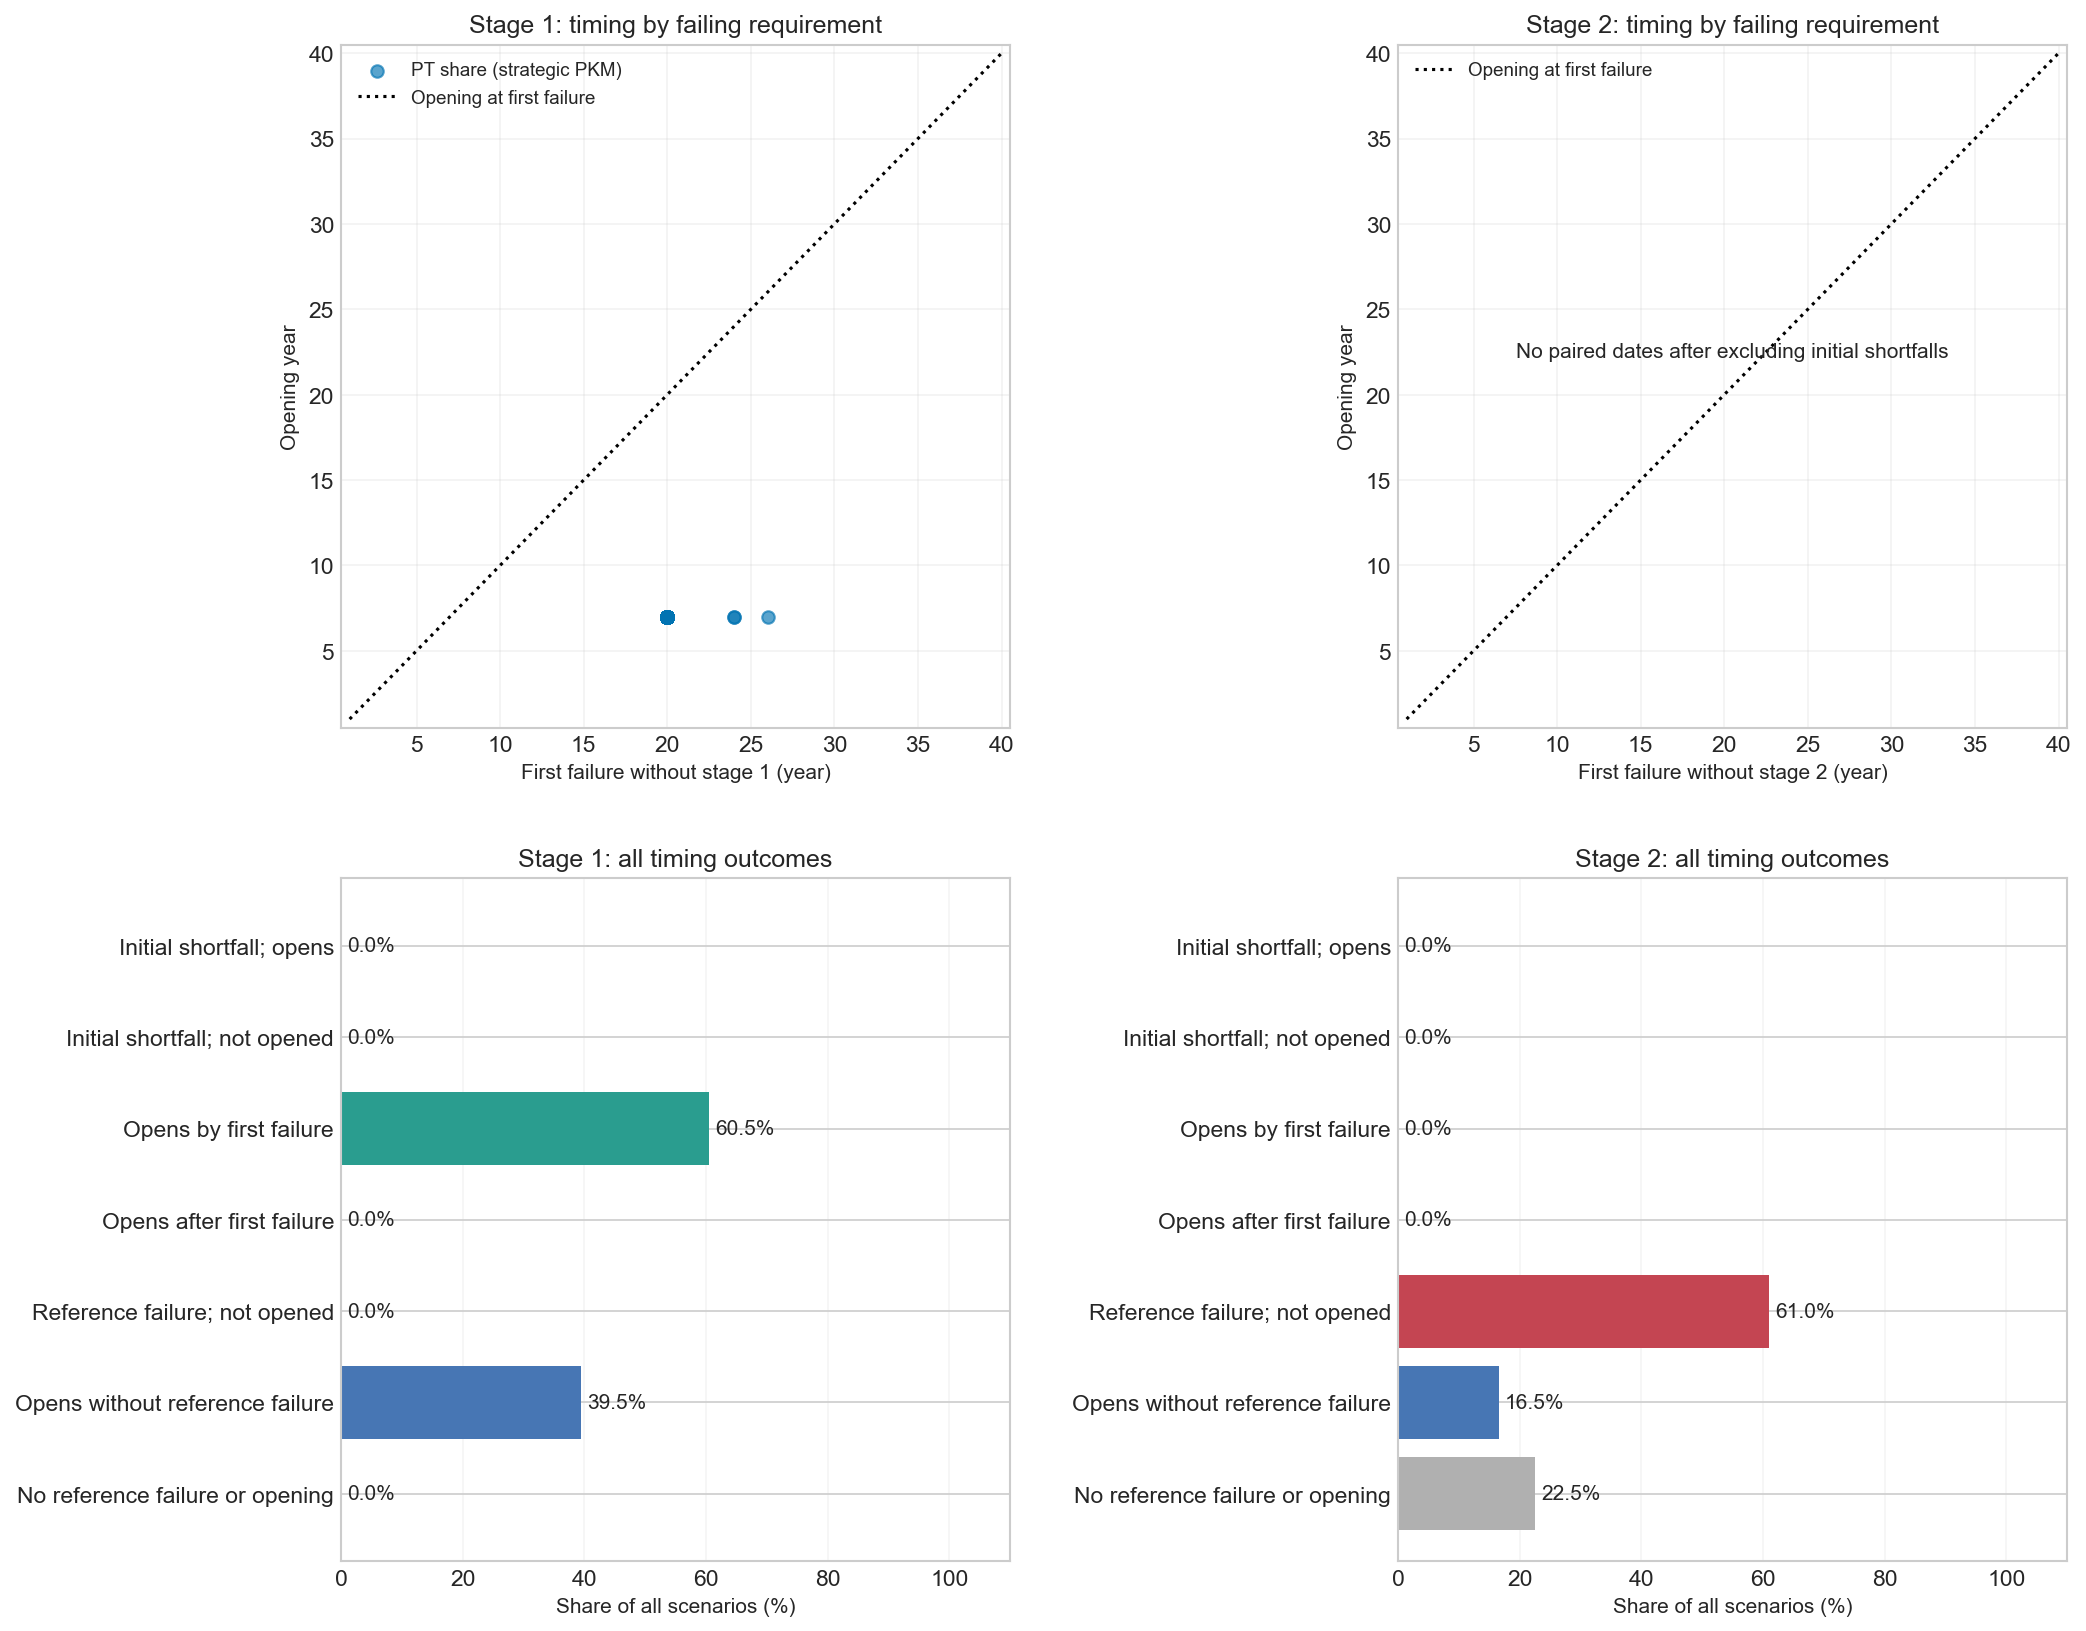 Stage 1: timing by failing requirement
40
35
30
25
20
15
10
5
Opening year
PT share (strategic PKM)
Opening at first failure
5 10 15 20 25 30 35 40
First failure without stage 1 (year)
Stage 2: timing by failing requirement
40
35
30
25
20
15
10
5
Opening year
Opening at first failure
No paired dates after excluding initial shortfalls
5 10 15 20 25 30 35 40
First failure without stage 2 (year)
Stage 1: all timing outcomes
Initial shortfall; opens 0.0%
Initial shortfall; not opened 0.0%
Opens by first failure 60.5%
Opens after first failure 0.0%
Reference failure; not opened 0.0%
Opens without reference failure 39.5%
No reference failure or opening 0.0%
0 20 40 60 80 100
Share of all scenarios (%)
Stage 2: all timing outcomes
Initial shortfall; opens 0.0%
Initial shortfall; not opened 0.0%
Opens by first failure 0.0%
Opens after first failure 0.0%
Reference failure; not opened 61.0%
Opens without reference failure 16.5%
No reference failure or opening 22.5%
0 20 40 60 80 100
Share of all scenarios (%)